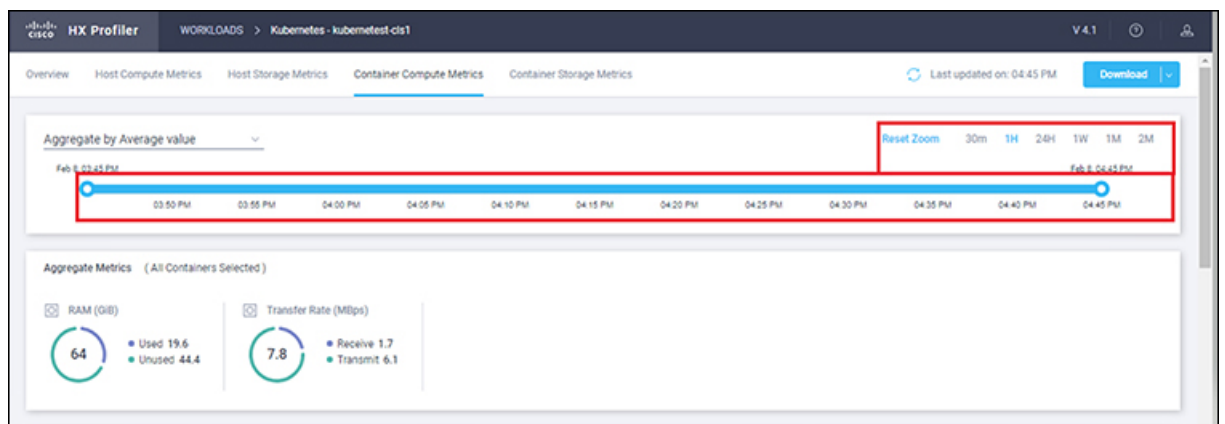 cisco HX Profiler WORKLOADS > Kubernetes - kubernetest-cls1 V 4.1
Overview Host Compute Metrics Host Storage Metrics Container Compute Metrics Container Storage Metrics Last updated on: 04:45 PM Download
Aggregate by Average value Reset Zoom 30m 1H 24H 1W 1M 2M
Feb 8, 03:45 PM Feb 8, 04:45 PM
03:50 PM 03:55 PM 04:00 PM 04:05 PM 04:10 PM 04:15 PM 04:20 PM 04:25 PM 04:30 PM 04:35 PM 04:40 PM 04:45 PM
Aggregate Metrics ( All Containers Selected )
RAM (GiB) Transfer Rate (MBps)
64 Used 19.6 7.8 Receive 1.7
Unused 44.4 Transmit 6.1